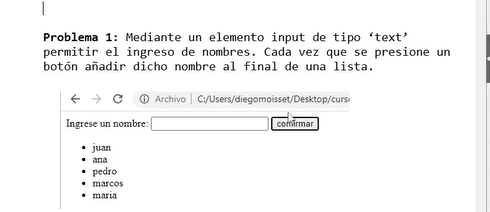 Problema 1: Mediante un elemento input de tipo ‘text’
permitir el ingreso de nombres. Cada vez que se presione un
botón añadir dicho nombre al final de una lista.
Archivo | C:/Users/diegomoisset/Desktop/curso
Ingrese un nombre: confirmar
• juan
• ana
• pedro
• marcos
• maria